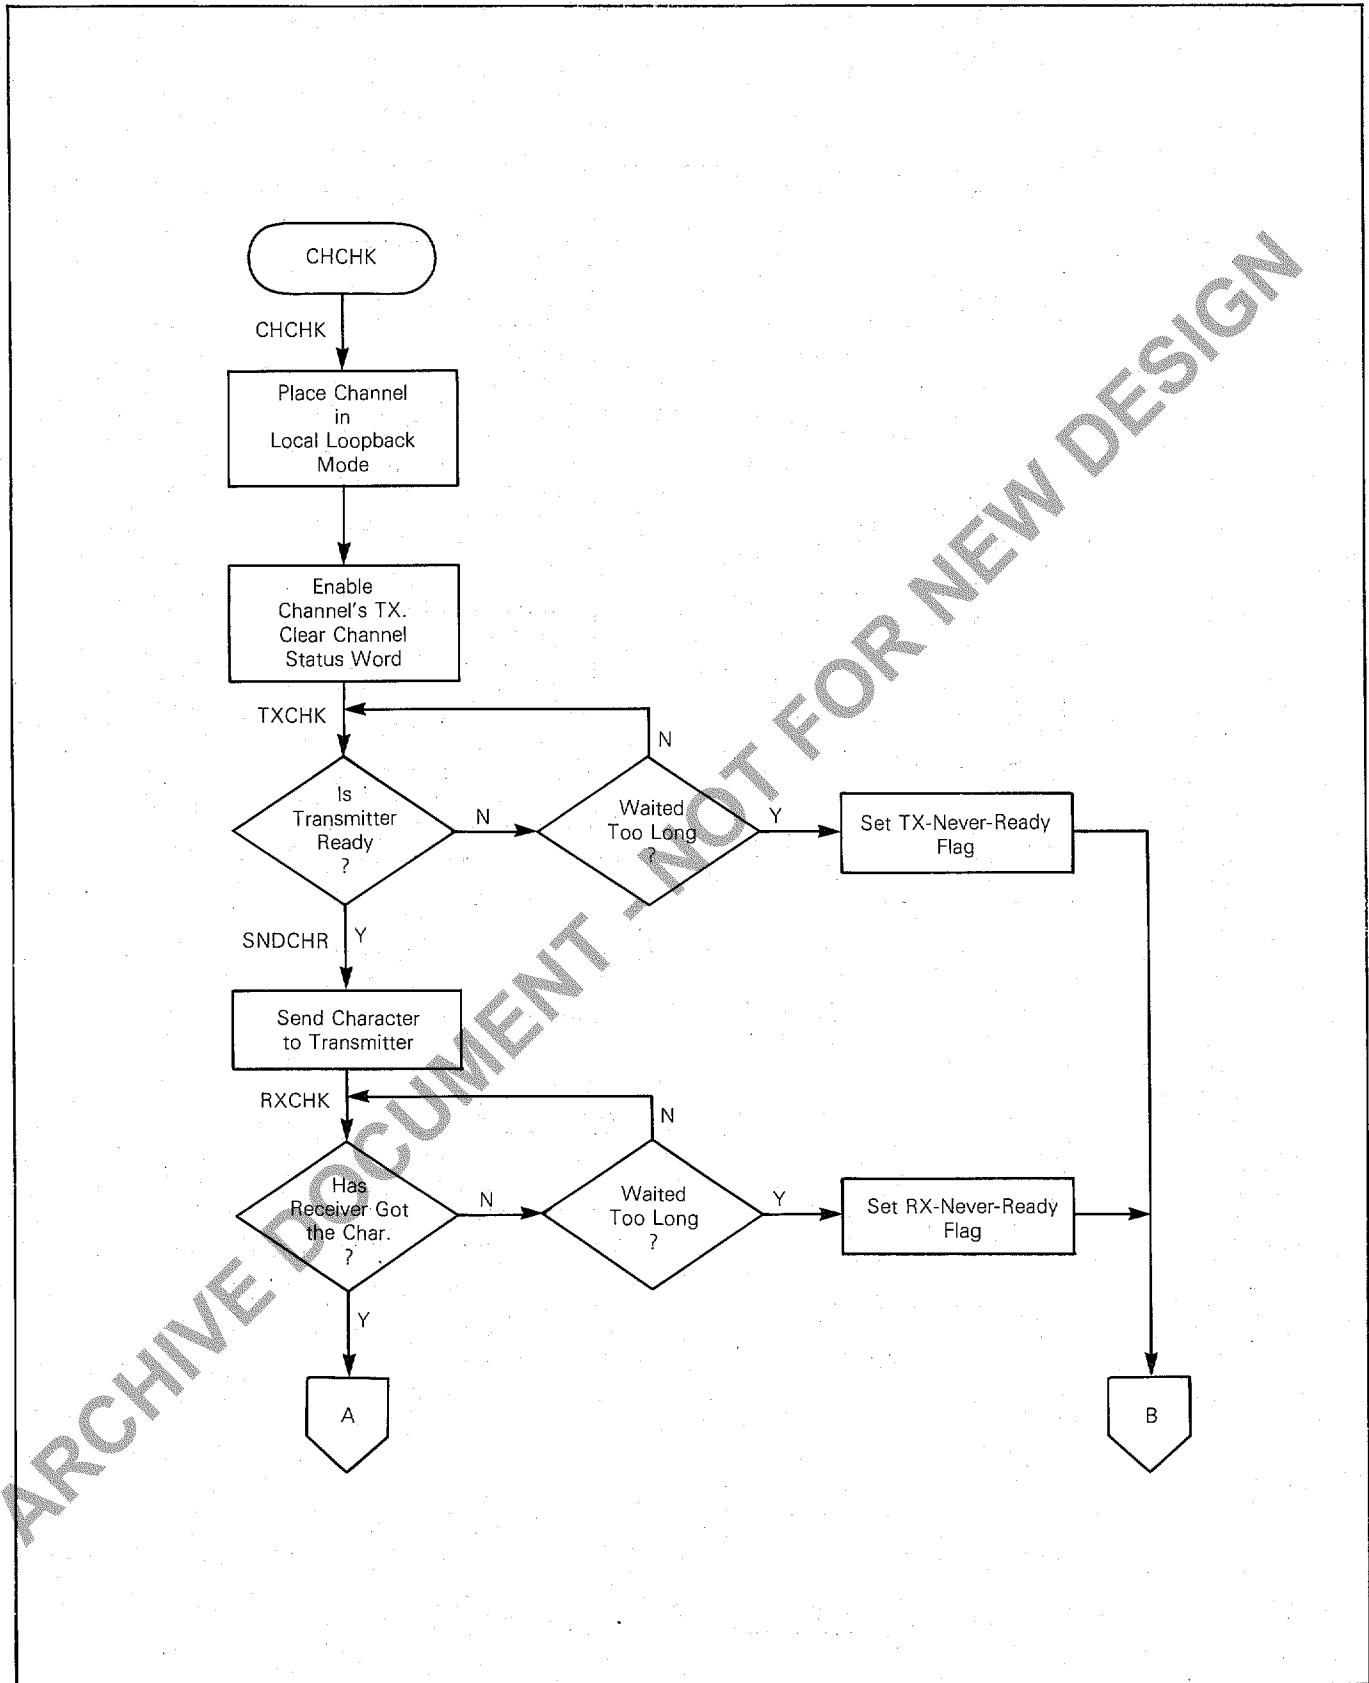 CHCHK
CHCHK
Place Channel
in
Local Loopback
Mode
Enable
Channel's TX.
Clear Channel
Status Word
TXCHK
N
Is
Transmitter
Ready
?
N
Waited
Too Long
?
Y
Set TX-Never-Ready
Flag
SNDCHR
Y
Send Character
to Transmitter
RXCHK
N
Has
Receiver Got
the Char.
?
N
Waited
Too Long
?
Y
Set RX-Never-Ready
Flag
Y
A
B
ARCHIVE DOCUMENT - NOT FOR NEW DESIGN